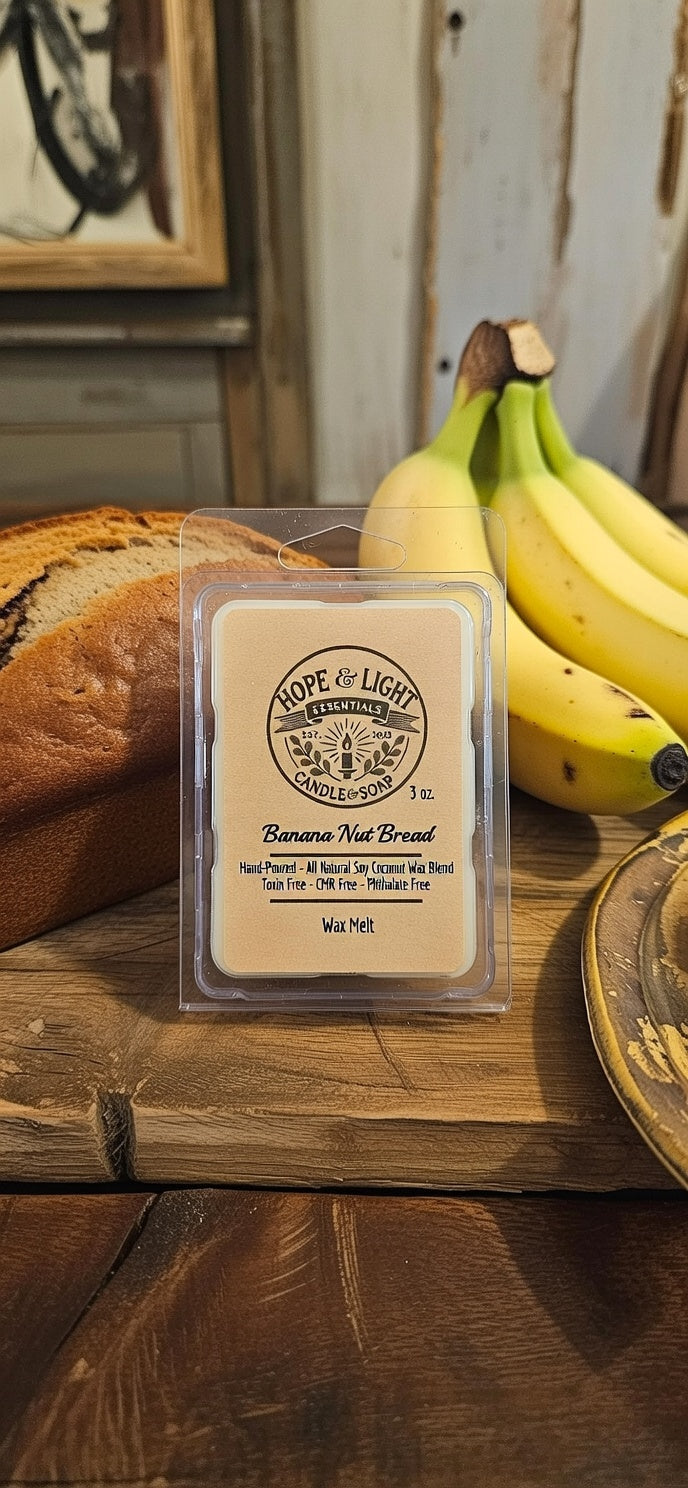 HOPE & LIGHT
ESSENTIALS
EST.
CANDLE & SOAP
3 oz.
Banana Nut Bread
Hand-Poured - All Natural Soy Coconut Wax Blend
Toxin Free - CMR Free - Phthalate Free
Wax Melt